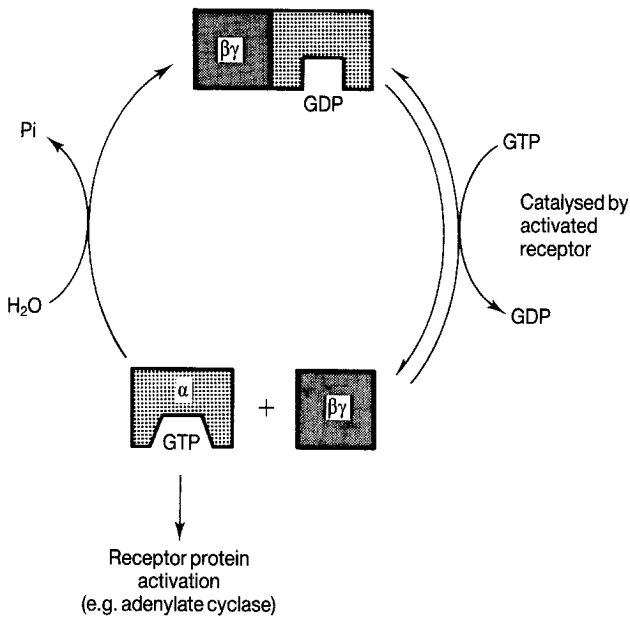 βγ
GDP
Pi
GTP
Catalysed by
activated
receptor
H₂O
GDP
α
GTP
+
βγ
Receptor protein
activation
(e.g. adenylate cyclase)